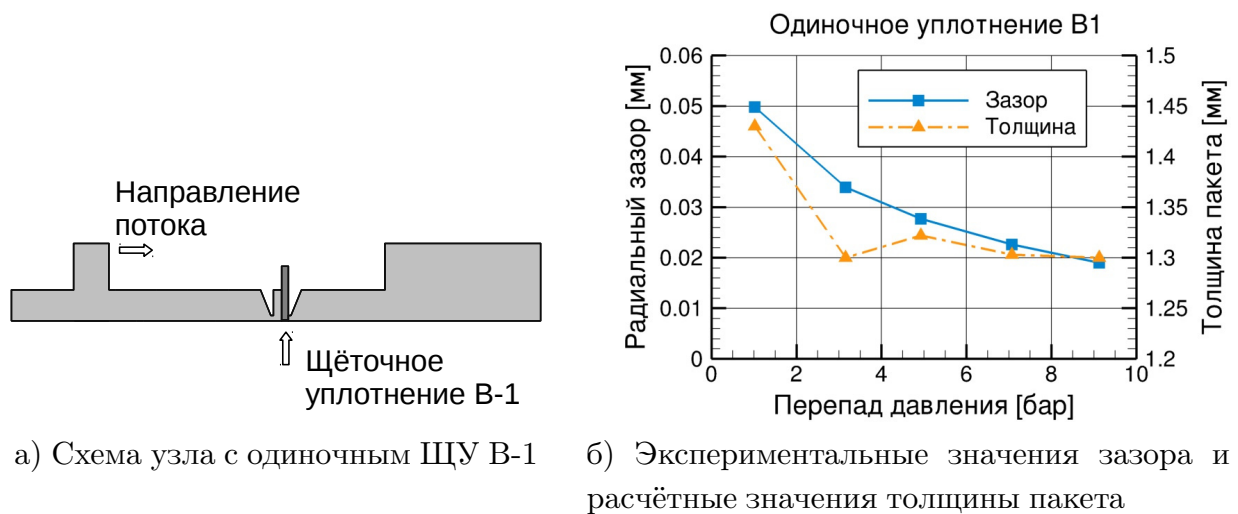 Направление
потока
Щёточное
уплотнение В-1
а) Схема узла с одиночным ЩУ В-1
Одиночное уплотнение В1
Радиальный зазор [мм]
0.06
0.05
0.04
0.03
0.02
0.01
0
Зазор
Толщина
1.5
1.45
1.4
1.35
1.3
1.25
1.2
Толщина пакета [мм]
0 2 4 6 8 10
Перепад давления [бар]
б) Экспериментальные значения зазора и
расчётные значения толщины пакета